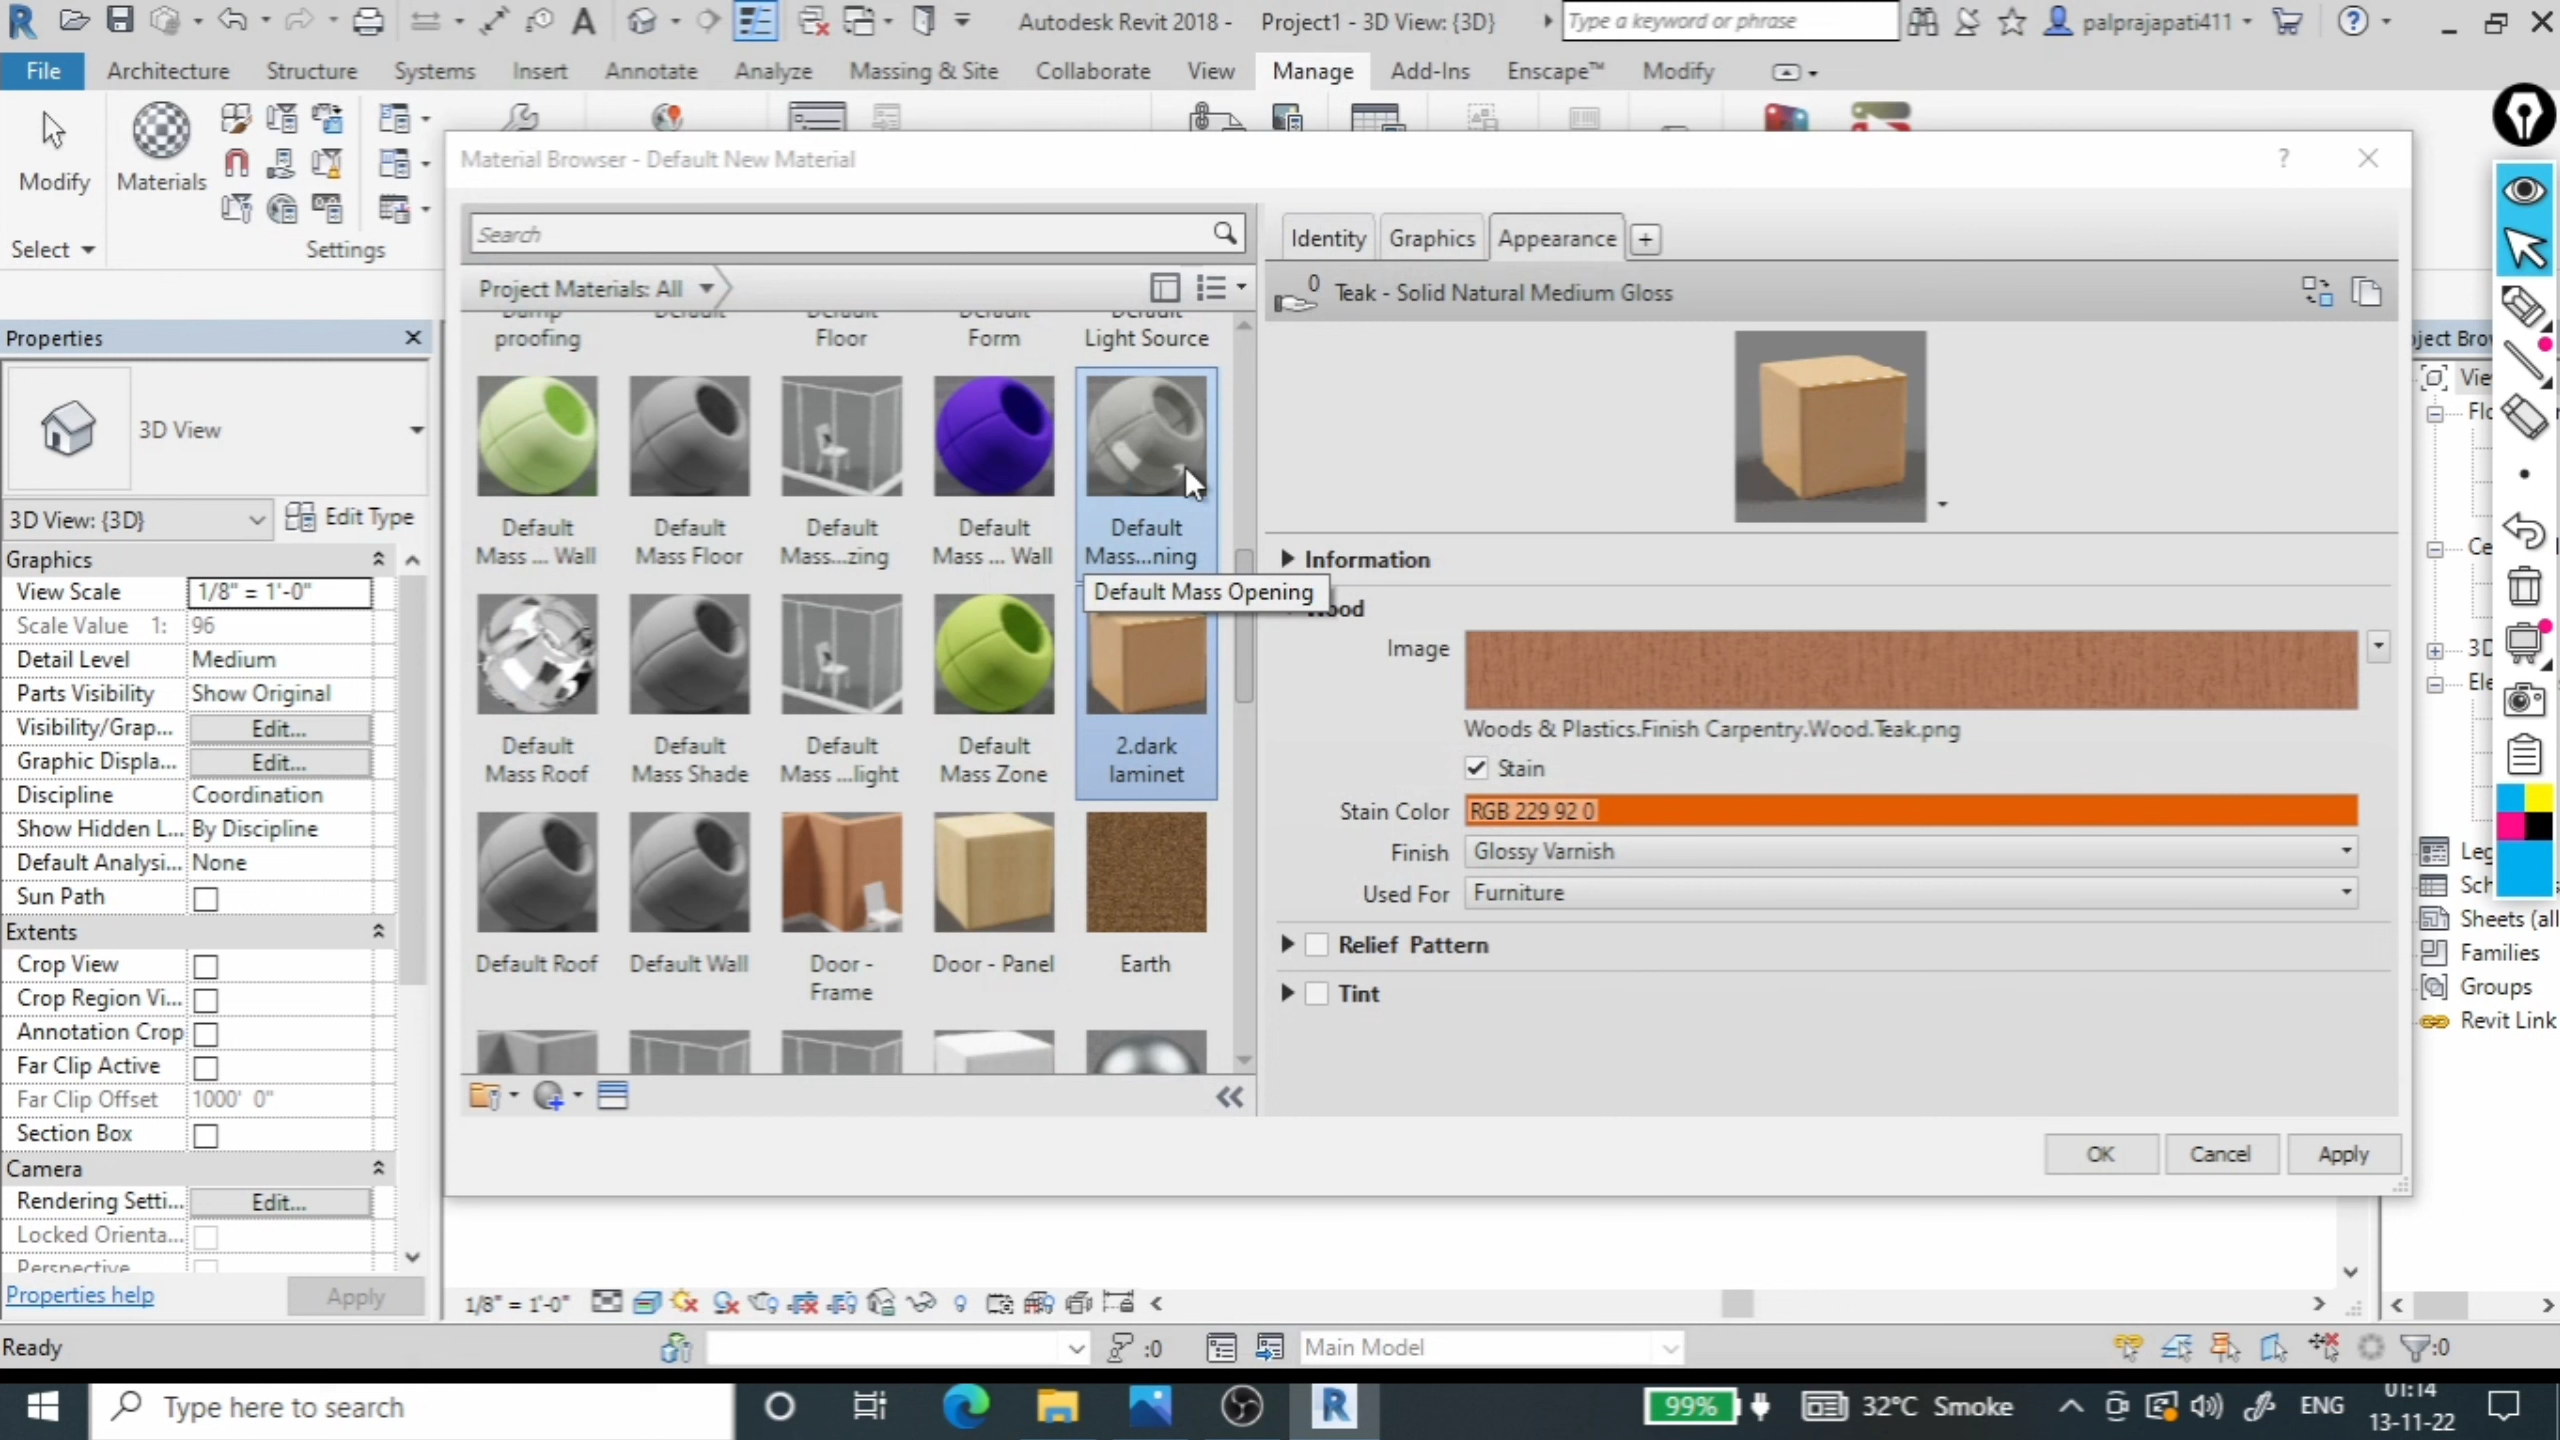 Autodesk Revit 2018 - Project1 - 3D View: {3D} Type a keyword or phrase palprajapati411
File Architecture Structure Systems Insert Annotate Analyze Massing & Site Collaborate View Manage Add-Ins Enscape™ Modify
Modify Materials
Select Settings
Material Browser - Default New Material
Search
Project Materials: All
proofing
Default Floor
Default Form
Default Light Source
Default Mass ... Wall
Default Mass Floor
Default Mass...zing
Default Mass ... Wall
Default Mass...ning
Default Mass Opening
Default Mass Roof
Default Mass Shade
Default Mass ...light
Default Mass Zone
2.dark laminet
Default Roof
Default Wall
Door - Frame
Door - Panel
Earth
Identity Graphics Appearance +
0 Teak - Solid Natural Medium Gloss
Information
Image
Woods & Plastics.Finish Carpentry.Wood.Teak.png
Stain
Stain Color RGB 229 92 0
Finish Glossy Varnish
Used For Furniture
Relief Pattern
Tint
OK Cancel Apply
Properties
3D View
3D View: {3D} Edit Type
Graphics
View Scale 1/8" = 1'-0"
Scale Value 1: 96
Detail Level Medium
Parts Visibility Show Original
Visibility/Grap... Edit...
Graphic Displa... Edit...
Discipline Coordination
Show Hidden L... By Discipline
Default Analysi... None
Sun Path
Extents
Crop View
Crop Region Vi...
Annotation Crop
Far Clip Active
Far Clip Offset 1000' 0"
Section Box
Camera
Rendering Setti... Edit...
Locked Orienta...
Perspective
Properties help Apply
Sheets (all
Families
Groups
Revit Link
1/8" = 1'-0"
Ready :0 Main Model :0
Type here to search 99% 32°C Smoke ENG 01:14
13-11-22